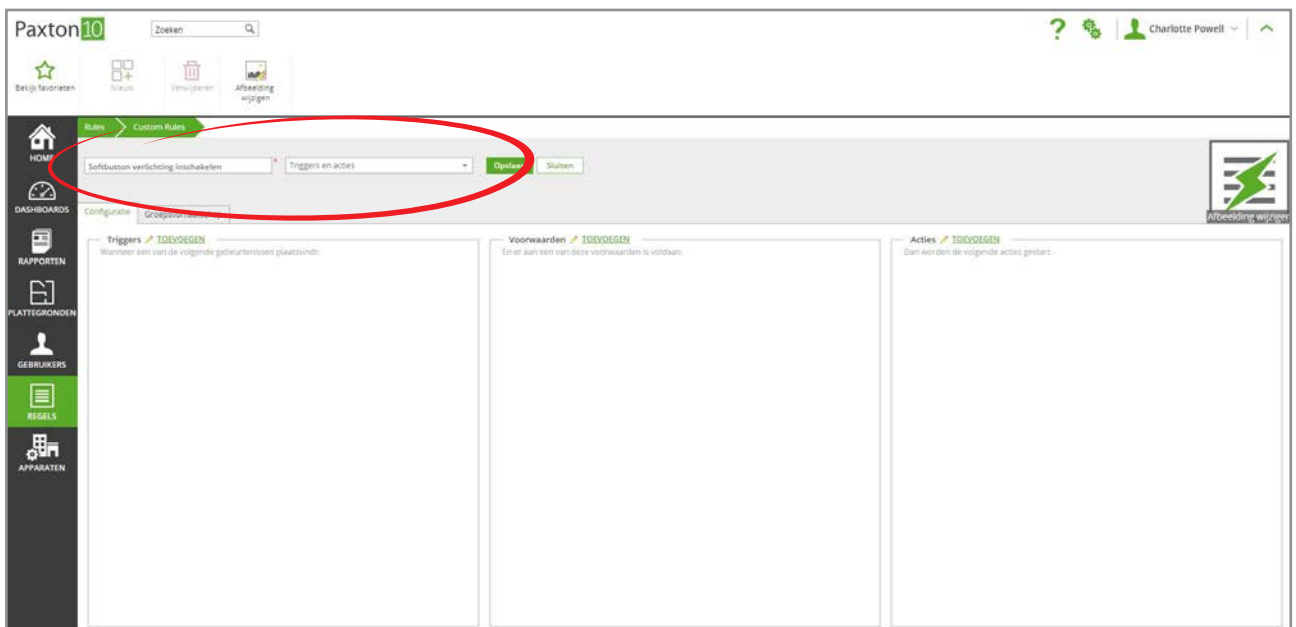 Paxton10
Zoeken
Charlotte Powell
Bekijk favorieten
Nieuw
Verwijderen
Afbeelding
wijzigen
Rules
Custom Rules
HOME
Softbutton verlichting inschakelen
*
Triggers en acties
Opslaan
Sluiten
Afbeelding wijziger
DASHBOARDS
Configuratie
RAPPORTEN
Triggers TOEVOEGEN
Wanneer een van de volgende gebeurtenissen plaatsvindt:
Voorwaarden TOEVOEGEN
En er aan een van deze voorwaarden is voldaan:
Acties TOEVOEGEN
Dan worden de volgende acties gestart:
PLATTEGRONDEN
GEBRUIKERS
REGELS
APPARATEN